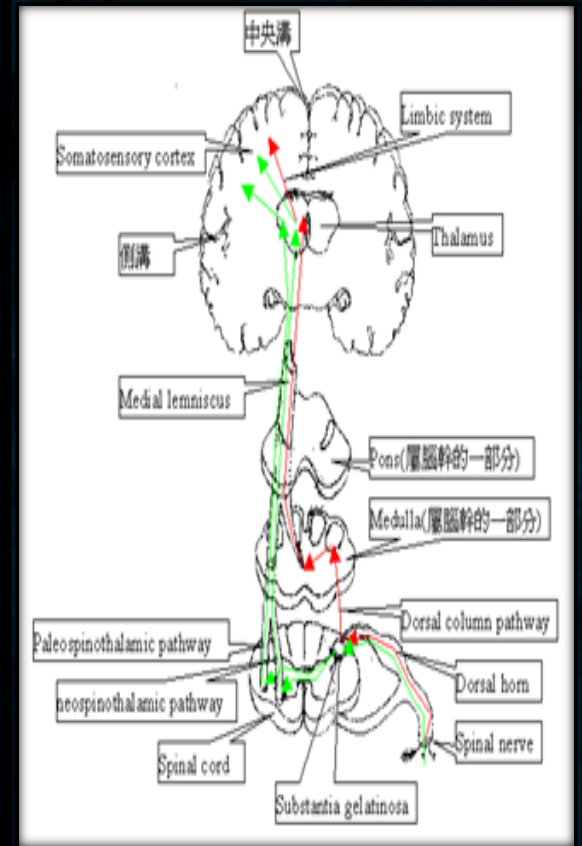 中央溝
Limbic system
Somatosensory cortex
Thalamus
側溝
Medial lemniscus
Pons(屬腦幹的一部分)
Medulla(屬腦幹的一部分)
Dorsal column pathway
Paleospinothalamic pathway
Dorsal horn
neospinothalamic pathway
Spinal nerve
Spinal cord
Substantia gelatinosa